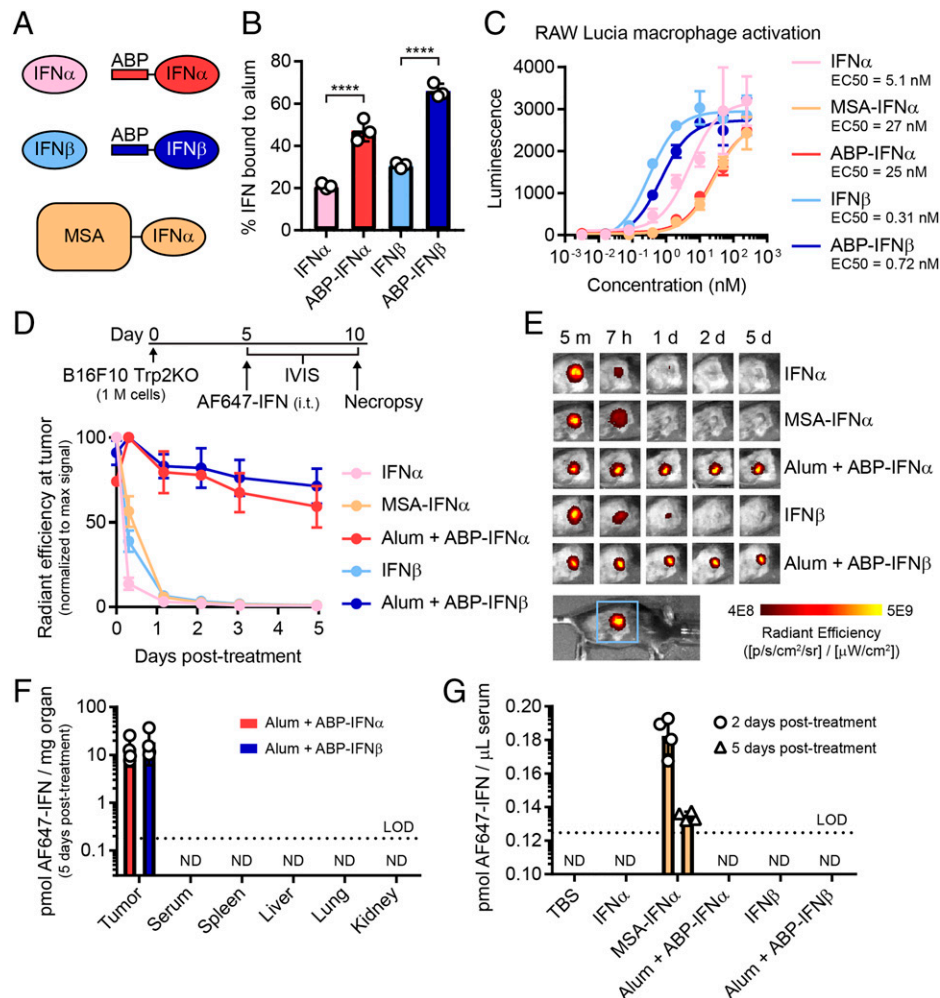 A
IFNα
ABP
IFNα
IFNβ
ABP
IFNβ
MSA
IFNα
B
% IFN bound to alum
80
60
40
20
0
****
****
IFNα
ABP-IFNα
IFNβ
ABP-IFNβ
C
RAW Lucia macrophage activation
Luminescence
4000
3000
2000
1000
0
10⁻³ 10⁻² 10⁻¹ 10⁰ 10¹ 10² 10³
Concentration (nM)
IFNα
EC50 = 5.1 nM
MSA-IFNα
EC50 = 27 nM
ABP-IFNα
EC50 = 25 nM
IFNβ
EC50 = 0.31 nM
ABP-IFNβ
EC50 = 0.72 nM
D
Day 0 5 10
B16F10 Trp2KO
(1 M cells)
IVIS
AF647-IFN (i.t.)
Necropsy
Radiant efficiency at tumor
(normalized to max signal)
100
50
0
0 1 2 3 4 5
Days post-treatment
IFNα
MSA-IFNα
Alum + ABP-IFNα
IFNβ
Alum + ABP-IFNβ
E
5 m 7 h 1 d 2 d 5 d
IFNα
MSA-IFNα
Alum + ABP-IFNα
IFNβ
Alum + ABP-IFNβ
4E8 5E9
Radiant Efficiency
([p/s/cm²/sr] / [µW/cm²])
F
pmol AF647-IFN / mg organ
(5 days post-treatment)
100
10
1
0.1
Alum + ABP-IFNα
Alum + ABP-IFNβ
LOD
ND ND ND ND ND
Tumor
Serum
Spleen
Liver
Lung
Kidney
G
pmol AF647-IFN / µL serum
0.20
0.18
0.16
0.14
0.12
0.10
2 days post-treatment
5 days post-treatment
LOD
ND ND ND ND ND
TBS
IFNα
MSA-IFNα
Alum + ABP-IFNα
IFNβ
Alum + ABP-IFNβ